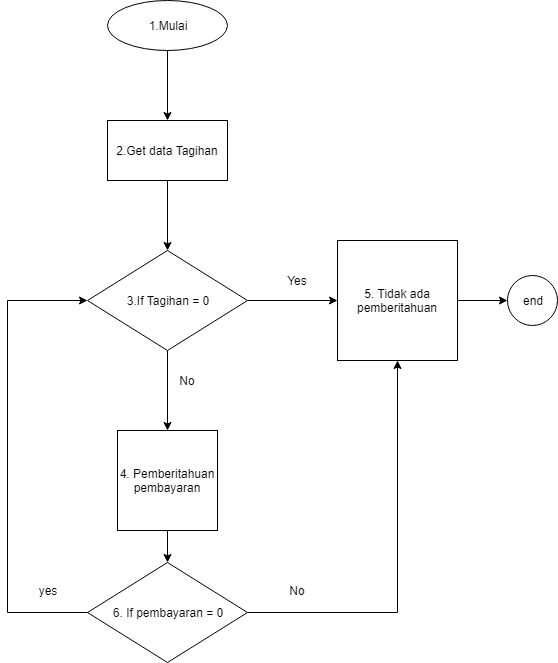 1.Mulai
2.Get data Tagihan
3.If Tagihan = 0
Yes
5. Tidak ada
pemberitahuan
end
No
4. Pemberitahuan
pembayaran
yes
6. If pembayaran = 0
No